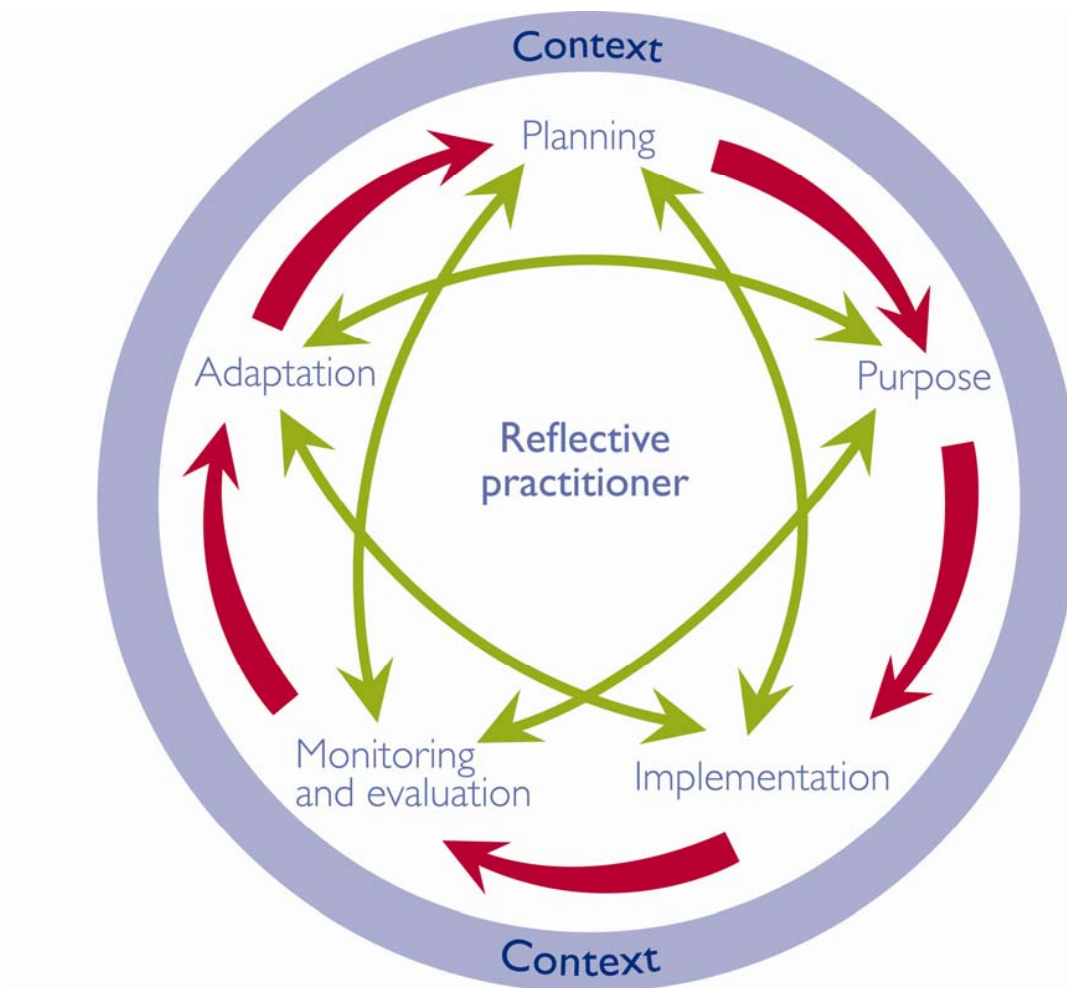 Context
Planning
Adaptation
Purpose
Reflective
practitioner
Monitoring
and evaluation
Implementation
Context